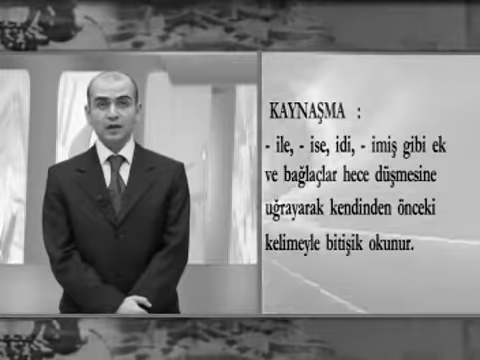 KAYNAŞMA :
- ile, - ise, idi, - imiş gibi ek
ve bağlaçlar hece düşmesine
uğrayarak kendinden önceki
kelimeyle bitişik okunur.